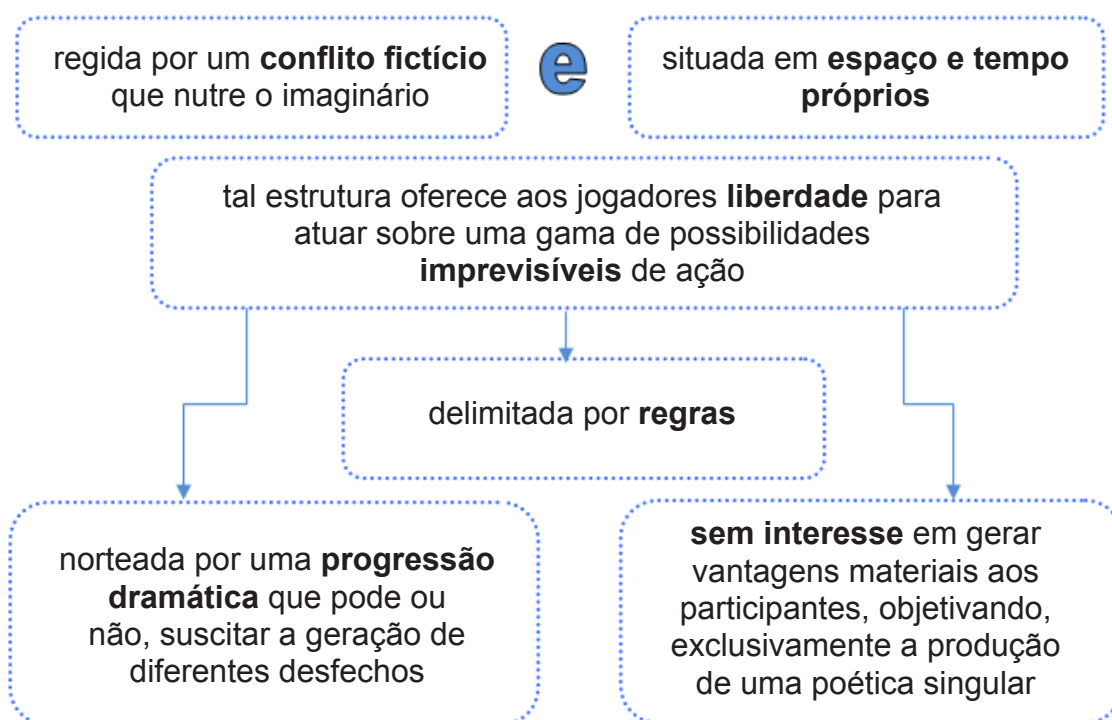 regida por um conflito fictício
que nutre o imaginário
e
situada em espaço e tempo
próprios
tal estrutura oferece aos jogadores liberdade para
atuar sobre uma gama de possibilidades
imprevisíveis de ação
delimitada por regras
norteada por uma progressão
dramática que pode ou
não, suscitar a geração de
diferentes desfechos
sem interesse em gerar
vantagens materiais aos
participantes, objetivando,
exclusivamente a produção
de uma poética singular